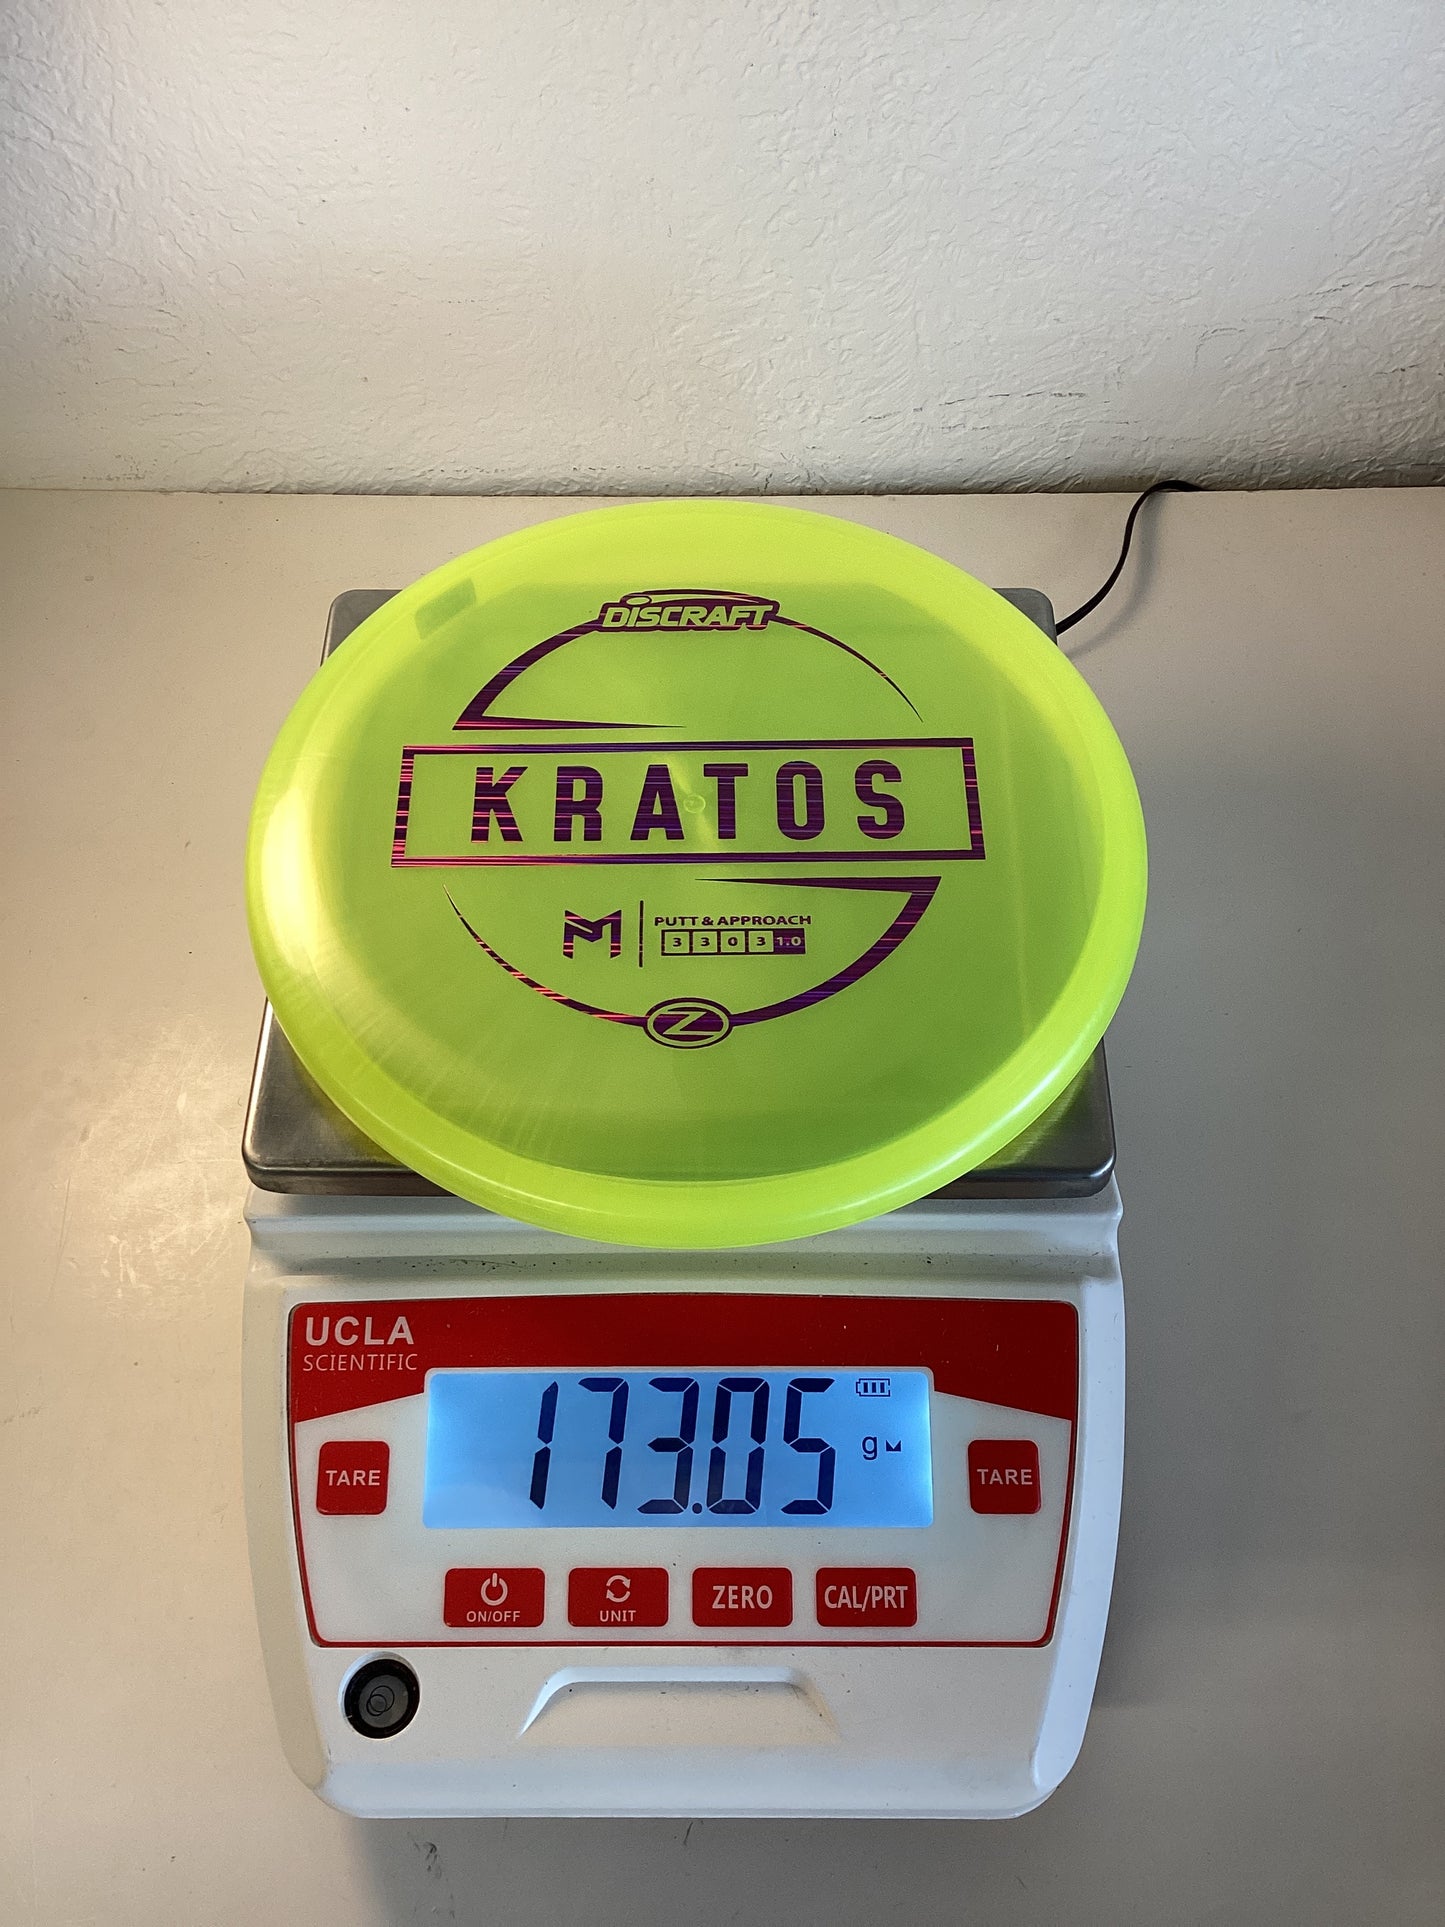 DISCRAFT
KRATOS
M PUTT & APPROACH
3 3 0 3 1.0
Z
UCLA
SCIENTIFIC
173.05
g
TARE
TARE
ON/OFF
UNIT
ZERO
CAL/PRT